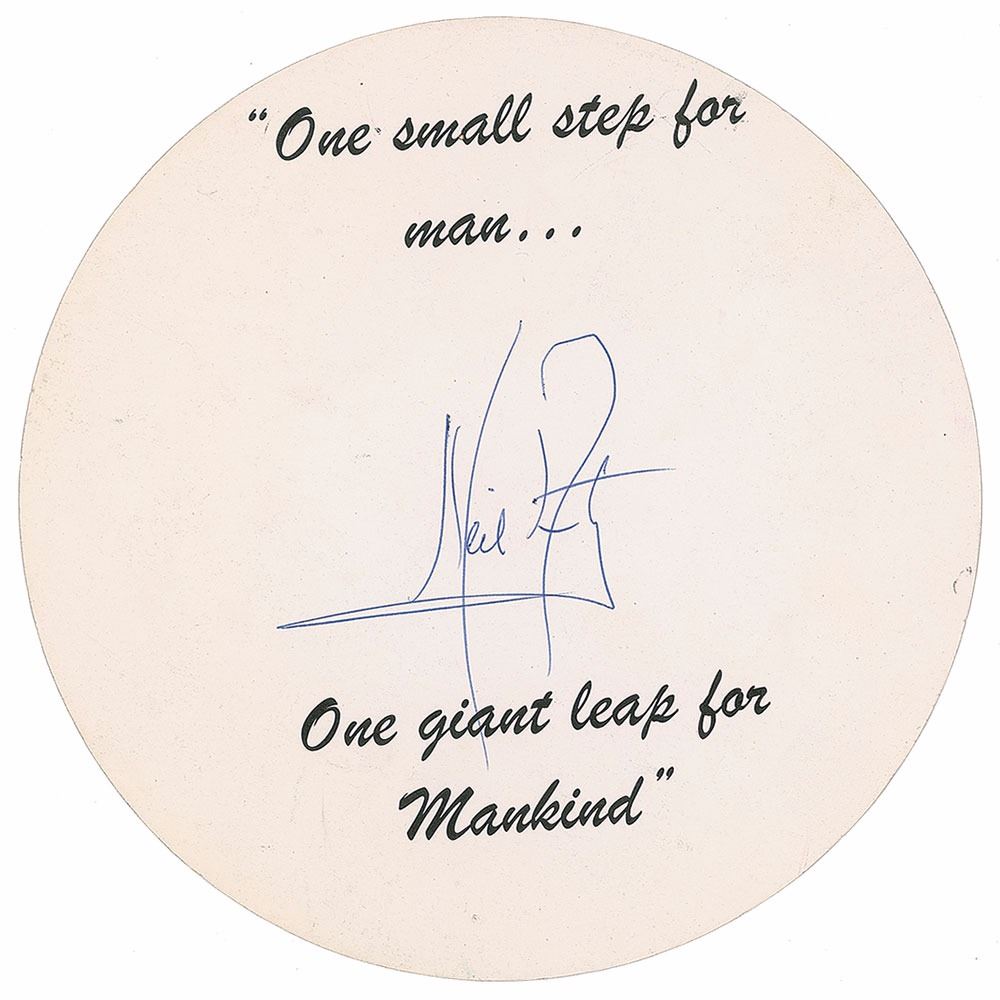 “One small step for
man...
Neil
One giant leap for
Mankind”